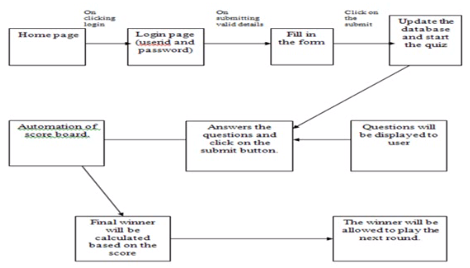 On
clicking
login
On
submitting
valid details
Click on
the
submit
Home page
Login page
(usend and
password)
Fill in
the form
Update the
database
and start
the quiz
Automation of
score board.
Answers the
questions and
click on the
submit button.
Questions will
be displayed to
user
Final winner
will be
calculated
based on the
score
The winner will be
allowed to play the
next round.